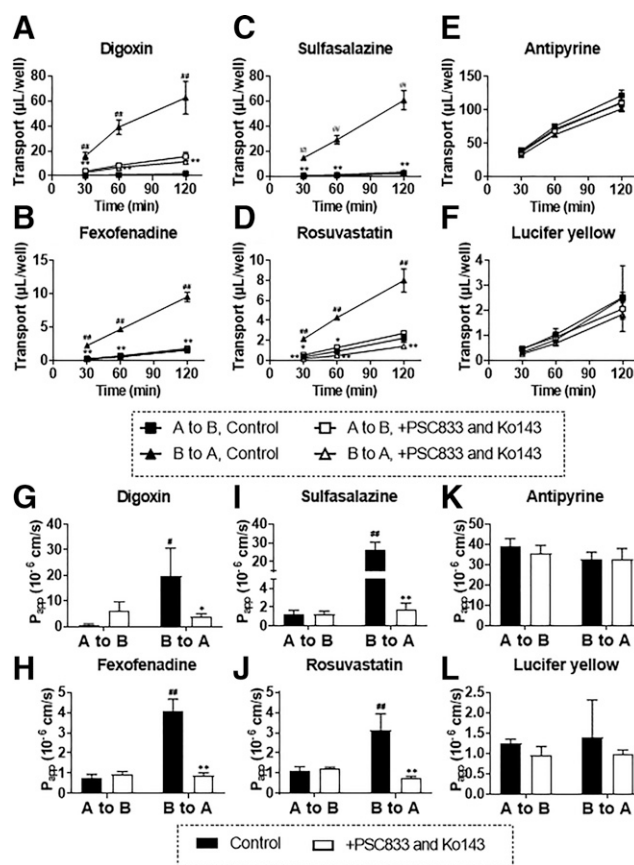 A
Digoxin
Transport (µL/well)
80
60
40
20
0
##
##
##
**
**
**
0 30 60 90 120
Time (min)
C
Sulfasalazine
Transport (µL/well)
80
60
40
20
0
**
**
**
0 30 60 90 120
Time (min)
E
Antipyrine
Transport (µL/well)
200
150
100
50
0
0 30 60 90 120
Time (min)
B
Fexofenadine
Transport (µL/well)
15
10
5
0
##
##
##
**
**
**
0 30 60 90 120
Time (min)
D
Rosuvastatin
Transport (µL/well)
10
8
6
4
2
0
##
##
##
*
*
**
**
**
0 30 60 90 120
Time (min)
F
Lucifer yellow
Transport (µL/well)
4
3
2
1
0
0 30 60 90 120
Time (min)
A to B, Control
A to B, +PSC833 and Ko143
B to A, Control
B to A, +PSC833 and Ko143
G
Digoxin
Papp (10-6 cm/s)
40
30
20
10
0
#
*
A to B B to A
I
Sulfasalazine
Papp (10-6 cm/s)
40
30
20
4
2
0
##
**
A to B B to A
K
Antipyrine
Papp (10-6 cm/s)
50
40
30
20
10
0
A to B B to A
H
Fexofenadine
Papp (10-6 cm/s)
5
4
3
2
1
0
##
**
A to B B to A
J
Rosuvastatin
Papp (10-6 cm/s)
5
4
3
2
1
0
##
**
A to B B to A
L
Lucifer yellow
Papp (10-6 cm/s)
2.5
2.0
1.5
1.0
0.5
0.0
A to B B to A
Control
+PSC833 and Ko143